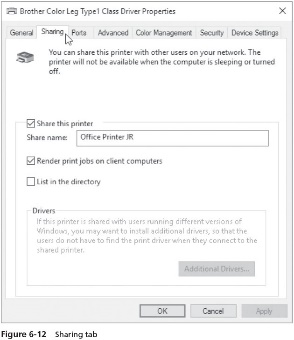 Brother Color Leg Type1 Class Driver Properties
General Sharing Ports Advanced Color Management Security Device Settings
You can share this printer with other users on your network. The
printer will not be available when the computer is sleeping or turned
off.
Share this printer
Share name: Office Printer JR
Render print jobs on client computers
List in the directory
Drivers
If this printer is shared with users running different versions of
Windows, you may want to install additional drivers, so that the
users do not have to find the print driver when they connect to the
shared printer.
Additional Drivers...
OK Cancel Apply
Figure 6-12 Sharing tab